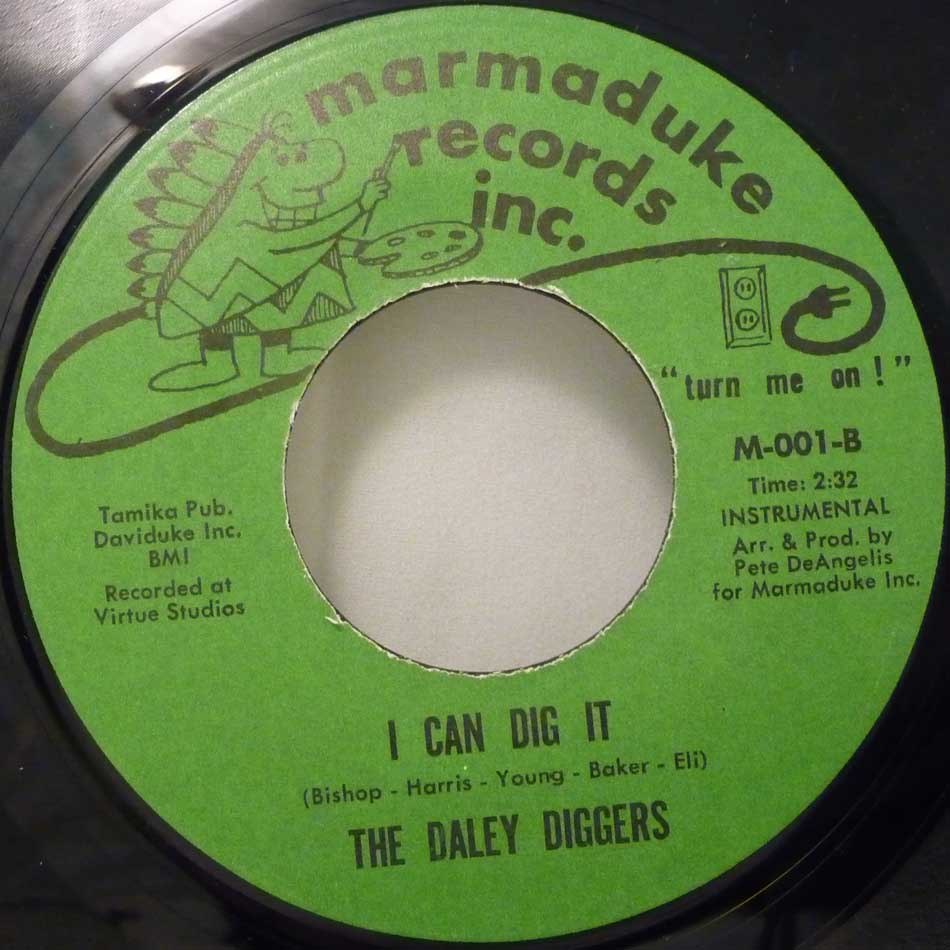 marmaduke
records
inc.
"turn me on!"
M-001-B
Time: 2:32
INSTRUMENTAL
Arr. & Prod. by
Pete DeAngelis
for Marmaduke Inc.
Tamika Pub.
Daviduke Inc.
BMI
Recorded at
Virtue Studios
I CAN DIG IT
(Bishop - Harris - Young - Baker - Eli)
THE DALEY DIGGERS